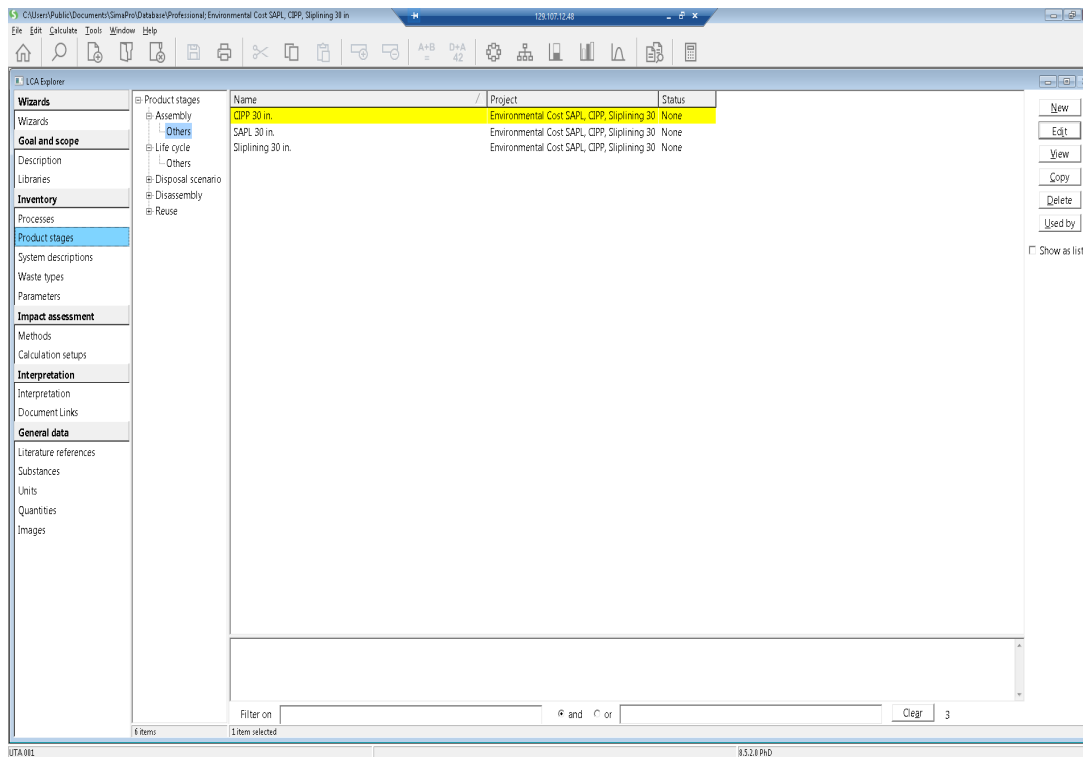 C:\Users\Public\Documents\SimaPro\Database\Professional; Environmental Cost SAPL, CIPP, Sliplining 30 in
129.107.12.48
File Edit Calculate Tools Window Help
A+B = D+A 42
LCA Explorer
Wizards
Wizards
Goal and scope
Description
Libraries
Inventory
Processes
Product stages
System descriptions
Waste types
Parameters
Impact assessment
Methods
Calculation setups
Interpretation
Interpretation
Document Links
General data
Literature references
Substances
Units
Quantities
Images
Product stages
Assembly
Others
Life cycle
Others
Disposal scenario
Disassembly
Reuse
Name / Project Status
CIPP 30 in. Environmental Cost SAPL, CIPP, Sliplining 30 None
SAPL 30 in. Environmental Cost SAPL, CIPP, Sliplining 30 None
Sliplining 30 in. Environmental Cost SAPL, CIPP, Sliplining 30 None
New
Edit
View
Copy
Delete
Used by
Show as list
Filter on and or Clear 3
6 items 1 item selected
UTA 081 8.5.2.0 PhD